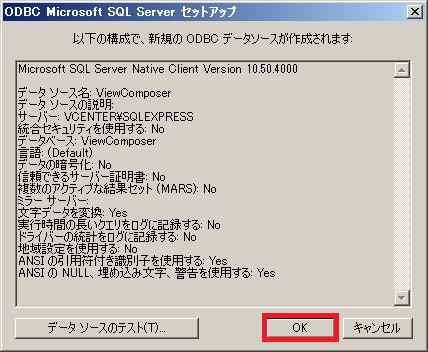 ODBC Microsoft SQL Server セットアップ
以下の構成で、新規の ODBC データソースが作成されます:
Microsoft SQL Server Native Client Version 10.50.4000
データ ソース名: ViewComposer
データ ソースの説明:
サーバー: VCENTER¥SQLEXPRESS
統合セキュリティを使用する: No
データベース: ViewComposer
言語: (Default)
データの暗号化: No
信頼できるサーバー証明書: No
複数のアクティブな結果セット (MARS): No
ミラー サーバー:
文字データを変換: Yes
実行時間の長いクエリをログに記録する: No
ドライバーの統計をログに記録する: No
地域設定を使用する: No
ANSI の引用符付き識別子を使用する: Yes
ANSI の NULL、埋め込み文字、警告を使用する: Yes
データ ソースのテスト(T)... OK キャンセル